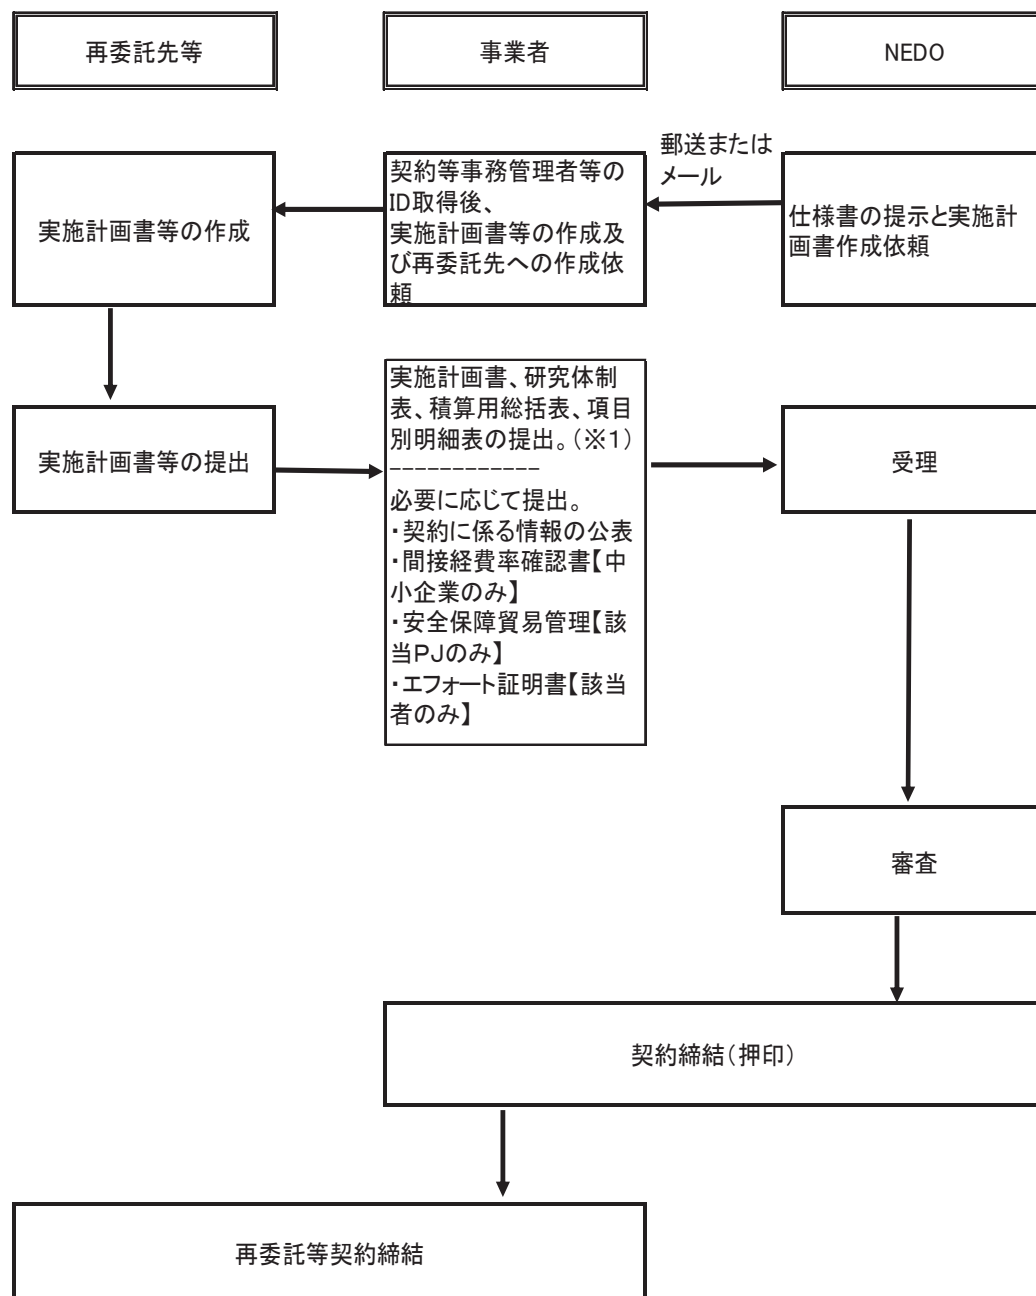 再委託先等
事業者
NEDO
郵送または
メール
実施計画書等の作成
契約等事務管理者等の
ID取得後、
実施計画書等の作成及
び再委託先への作成依
頼
仕様書の提示と実施計
画書作成依頼
実施計画書等の提出
実施計画書、研究体制
表、積算用総括表、項目
別明細表の提出。(※1)
------------
必要に応じて提出。
・契約に係る情報の公表
・間接経費率確認書【中
小企業のみ】
・安全保障貿易管理【該
当PJのみ】
・エフォート証明書【該当
者のみ】
受理
審査
契約締結(押印)
再委託等契約締結